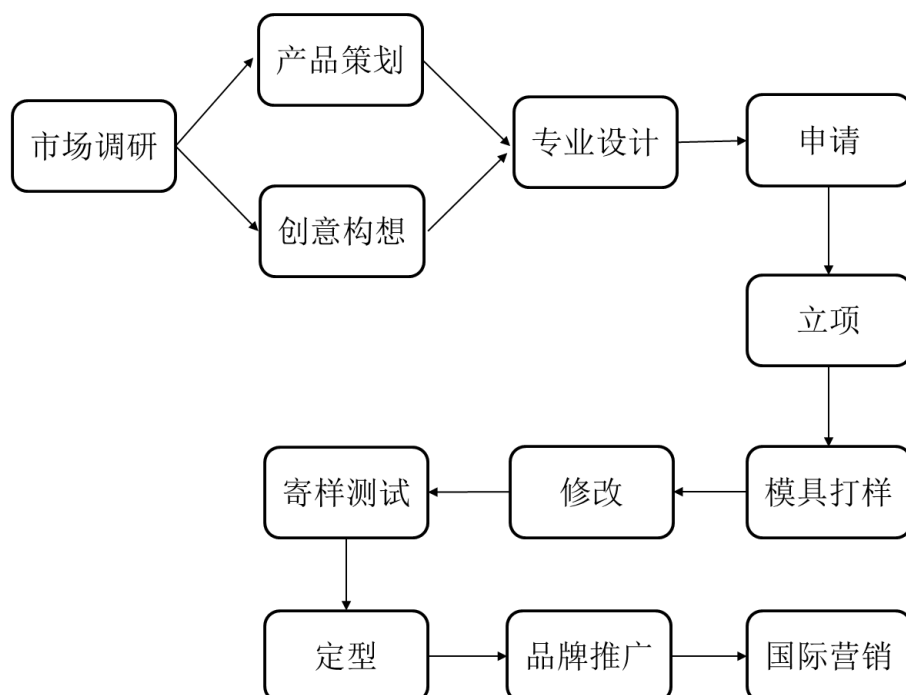 市场调研
产品策划
创意构想
专业设计
申请
立项
模具打样
修改
寄样测试
定型
品牌推广
国际营销